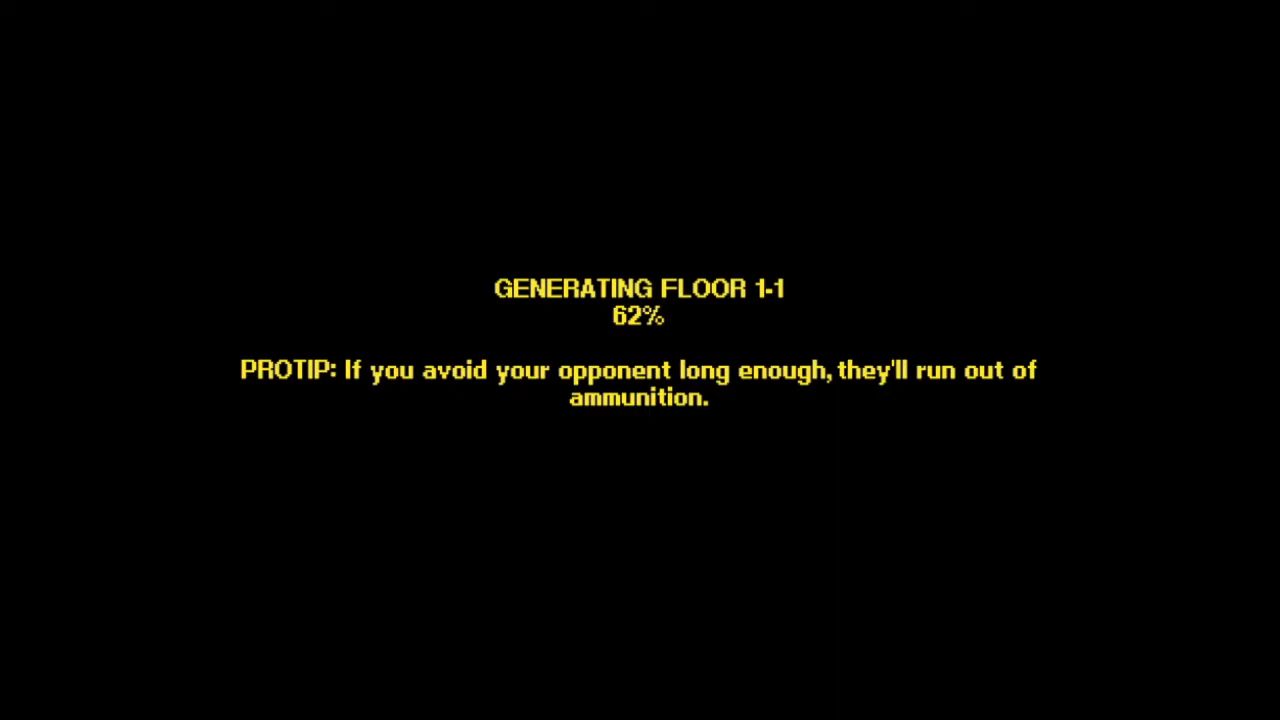 GENERATING FLOOR 1-1
62%
PROTIP: If you avoid your opponent long enough, they'll run out of
ammunition.